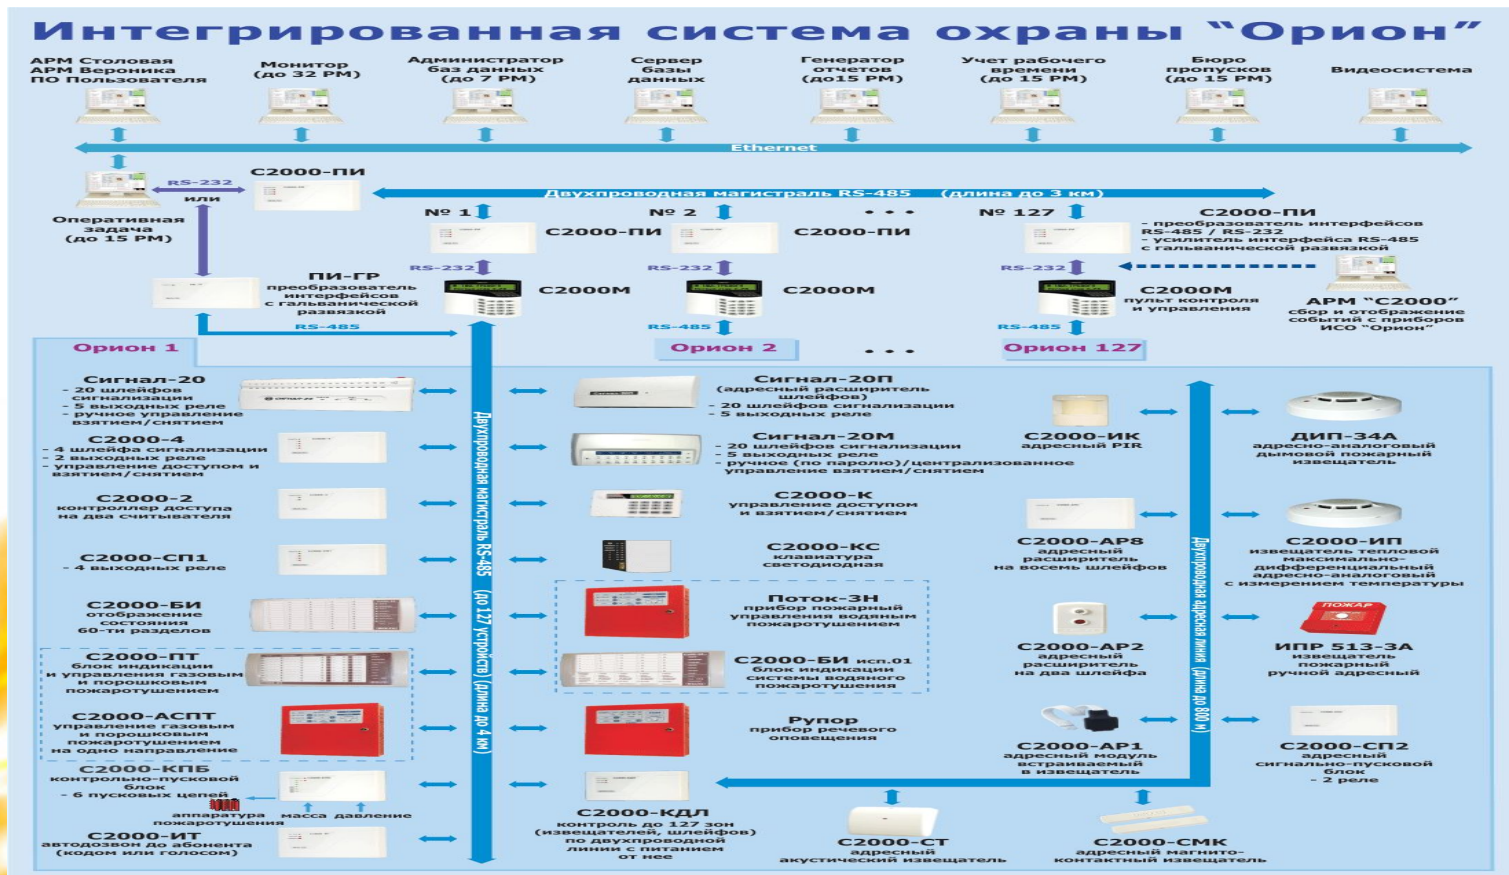 Интегрированная система охраны “Орион”
АРМ Столовая
АРМ Вероника
ПО Пользователя
Монитор
(до 32 РМ)
Администратор
баз данных
(до 7 РМ)
Сервер
базы
данных
Генератор
отчетов
(до15 РМ)
Учет рабочего
времени
(до 15 РМ)
Бюро
пропусков
(до 15 РМ)
Видеосистема
Ethernet
RS-232
или
С2000-ПИ
Двухпроводная магистраль RS-485 (длина до 3 км)
Оперативная
задача
(до 15 РМ)
№ 1
С2000-ПИ
№ 2
С2000-ПИ
• • •
№ 127
С2000-ПИ
- преобразователь интерфейсов
RS-485 / RS-232
- усилитель интерфейса RS-485
с гальванической развязкой
RS-232
RS-232
RS-232
ПИ-ГР
преобразователь
интерфейсов
с гальванической
развязкой
С2000М
С2000М
С2000М
пульт контроля
и управления
АРМ “С2000”
сбор и отображение
событий с приборов
ИСО “Орион”
RS-485
RS-485
RS-485
Орион 1
Орион 2
• • •
Орион 127
Двухпроводная магистраль RS-485 (до 127 устройств) (длина до 4 км)
Сигнал-20
- 20 шлейфов
сигнализации
- 5 выходных реле
- ручное управление
взятием/снятием
С2000-4
- 4 шлейфа сигнализации
- 2 выходных реле
- управление доступом и
взятием/снятием
С2000-2
контроллер доступа
на два считывателя
С2000-СП1
- 4 выходных реле
С2000-БИ
отображение
состояния
60-ти разделов
С2000-ПТ
блок индикации
и управления газовым
и порошковым
пожаротушением
С2000-АСПТ
управление газовым
и порошковым
пожаротушением
на одно направление
С2000-КПБ
контрольно-пусковой
блок
- 6 пусковых цепей
аппаратура
пожаротушения
масса давление
С2000-ИТ
автодозвон до абонента
(кодом или голосом)
Сигнал-20П
(адресный расширитель
шлейфов)
- 20 шлейфов сигнализации
- 5 выходных реле
Сигнал-20М
- 20 шлейфов сигнализации
- 5 выходных реле
- ручное (по паролю)/централизованное
управление взятием/снятием
С2000-К
управление доступом
и взятием/снятием
С2000-КС
клавиатура
светодиодная
Поток-3Н
прибор пожарный
управления водяным
пожаротушением
С2000-БИ исп.01
блок индикации
системы водяного
пожаротушения
Рупор
прибор речевого
оповещения
С2000-КДЛ
контроль до 127 зон
(извещателей, шлейфов)
по двухпроводной
линии с питанием
от нее
Двухпроводная адресная линия (длина до 800 м)
С2000-ИК
адресный PIR
С2000-АР8
адресный
расширитель
на восемь шлейфов
С2000-АР2
адресный
расширитель
на два шлейфа
С2000-АР1
адресный модуль
встраиваемый
в извещатель
С2000-СТ
адресный
акустический извещатель
ДИП-34А
адресно-аналоговый
дымовой пожарный
извещатель
С2000-ИП
извещатель тепловой
максимально-
дифференциальный
адресно-аналоговый
с измерением температуры
ПОЖАР
ИПР 513-3А
извещатель
пожарный
ручной адресный
С2000-СП2
адресный
сигнально-пусковой
блок
- 2 реле
С2000-СМК
адресный магнито-
контактный извещатель